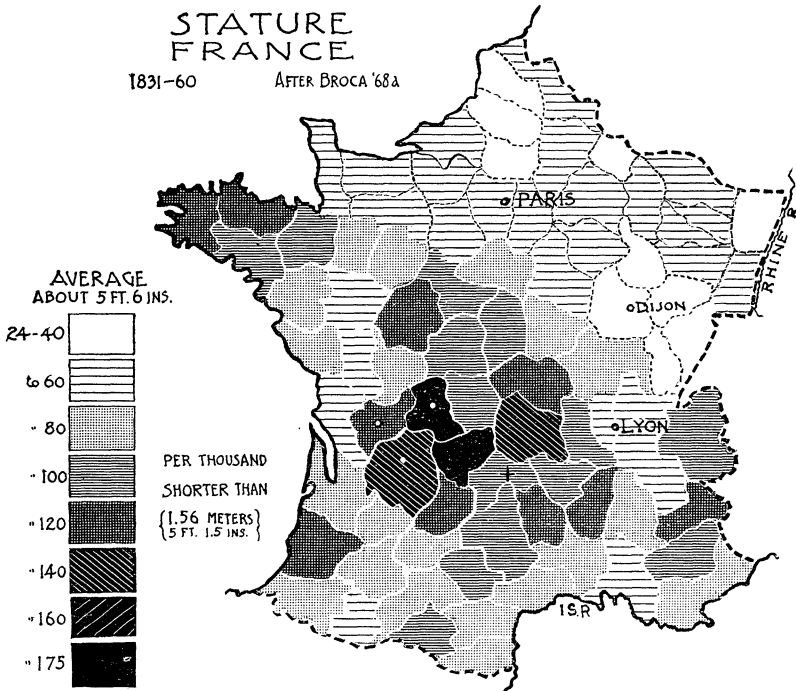 STATURE
FRANCE
1831-60 AFTER BROCA '68a
PARIS
RHINE R
AVERAGE
ABOUT 5 FT. 6 INS.
DIJON
24-40
to 60
" 80
LYON
" 100
PER THOUSAND
SHORTER THAN
" 120
{1.56 METERS}
{5 FT. 1.5 INS.}
" 140
" 160
I.S.R
" 175